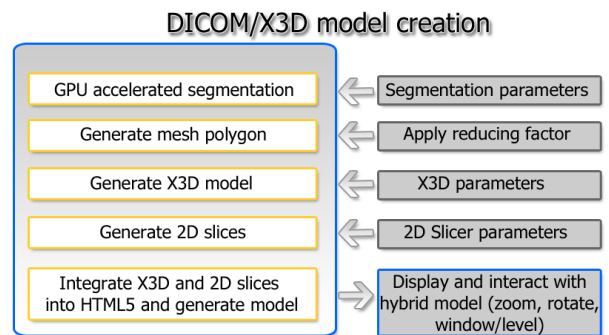 DICOM/X3D model creation
GPU accelerated segmentation
Segmentation parameters
Generate mesh polygon
Apply reducing factor
Generate X3D model
X3D parameters
Generate 2D slices
2D Slicer parameters
Integrate X3D and 2D slices
into HTML5 and generate model
Display and interact with
hybrid model (zoom, rotate,
window/level)